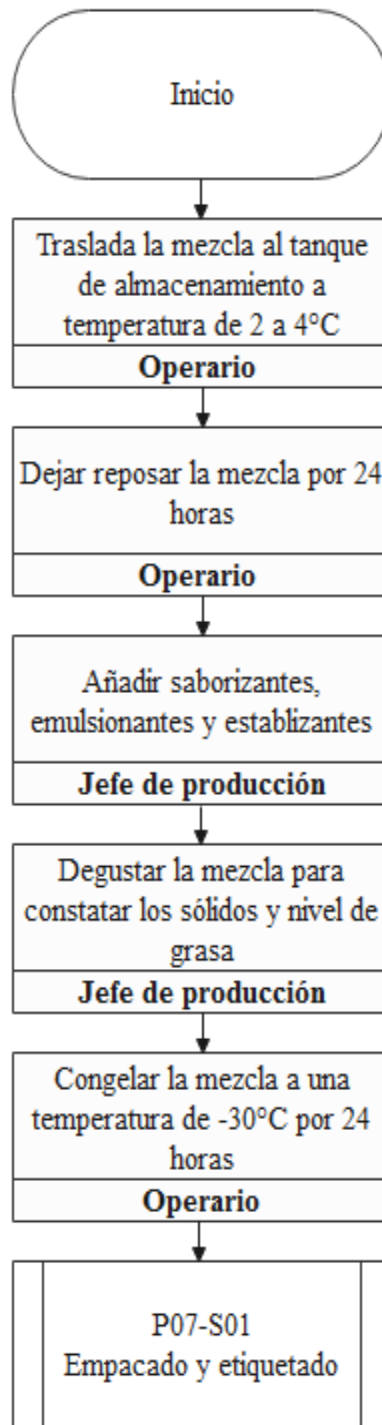 Inicio
Traslada la mezcla al tanque
de almacenamiento a
temperatura de 2 a 4°C
Operario
Dejar reposar la mezcla por 24
horas
Operario
Añadir saborizantes,
emulsionantes y establizantes
Jefe de producción
Degustar la mezcla para
constatar los sólidos y nivel de
grasa
Jefe de producción
Congelar la mezcla a una
temperatura de -30°C por 24
horas
Operario
P07-S01
Empacado y etiquetado